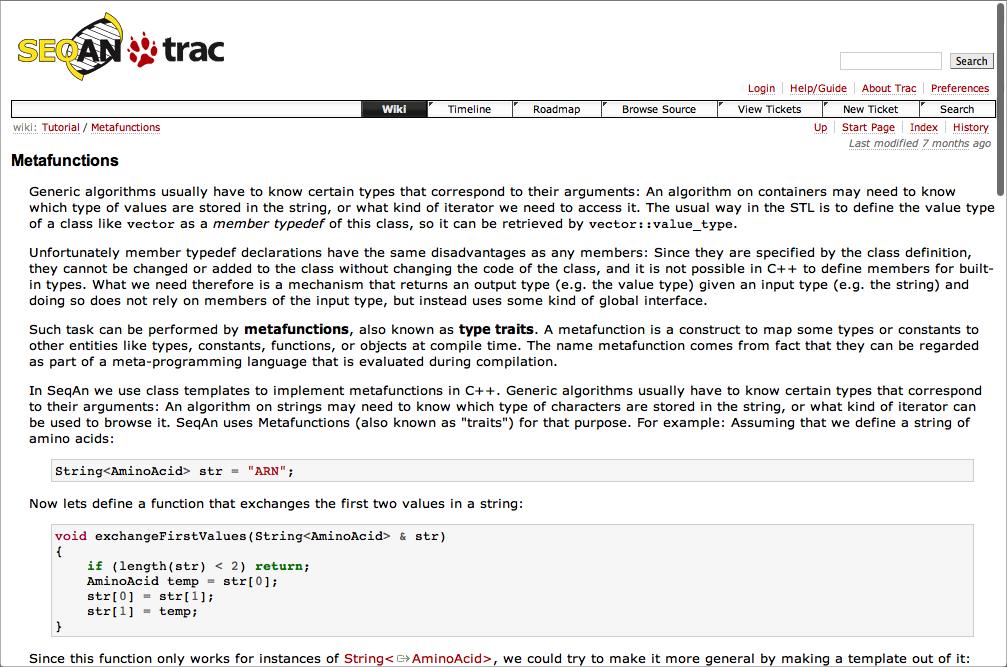 SEQAN trac
Search
Login Help/Guide About Trac Preferences
Wiki Timeline Roadmap Browse Source View Tickets New Ticket Search
wiki: Tutorial / Metafunctions Up Start Page Index History
Last modified 7 months ago
Metafunctions
Generic algorithms usually have to know certain types that correspond to their arguments: An algorithm on containers may need to know
which type of values are stored in the string, or what kind of iterator we need to access it. The usual way in the STL is to define the value type
of a class like vector as a member typedef of this class, so it can be retrieved by vector::value_type.
Unfortunately member typedef declarations have the same disadvantages as any members: Since they are specified by the class definition,
they cannot be changed or added to the class without changing the code of the class, and it is not possible in C++ to define members for built-
in types. What we need therefore is a mechanism that returns an output type (e.g. the value type) given an input type (e.g. the string) and
doing so does not rely on members of the input type, but instead uses some kind of global interface.
Such task can be performed by metafunctions, also known as type traits. A metafunction is a construct to map some types or constants to
other entities like types, constants, functions, or objects at compile time. The name metafunction comes from fact that they can be regarded
as part of a meta-programming language that is evaluated during compilation.
In SeqAn we use class templates to implement metafunctions in C++. Generic algorithms usually have to know certain types that correspond
to their arguments: An algorithm on strings may need to know which type of characters are stored in the string, or what kind of iterator can
be used to browse it. SeqAn uses Metafunctions (also known as "traits") for that purpose. For example: Assuming that we define a string of
amino acids:
String<AminoAcid> str = "ARN";
Now lets define a function that exchanges the first two values in a string:
void exchangeFirstValues(String<AminoAcid> & str)
{
if (length(str) < 2) return;
AminoAcid temp = str[0];
str[0] = str[1];
str[1] = temp;
}
Since this function only works for instances of String<AminoAcid>, we could try to make it more general by making a template out of it: